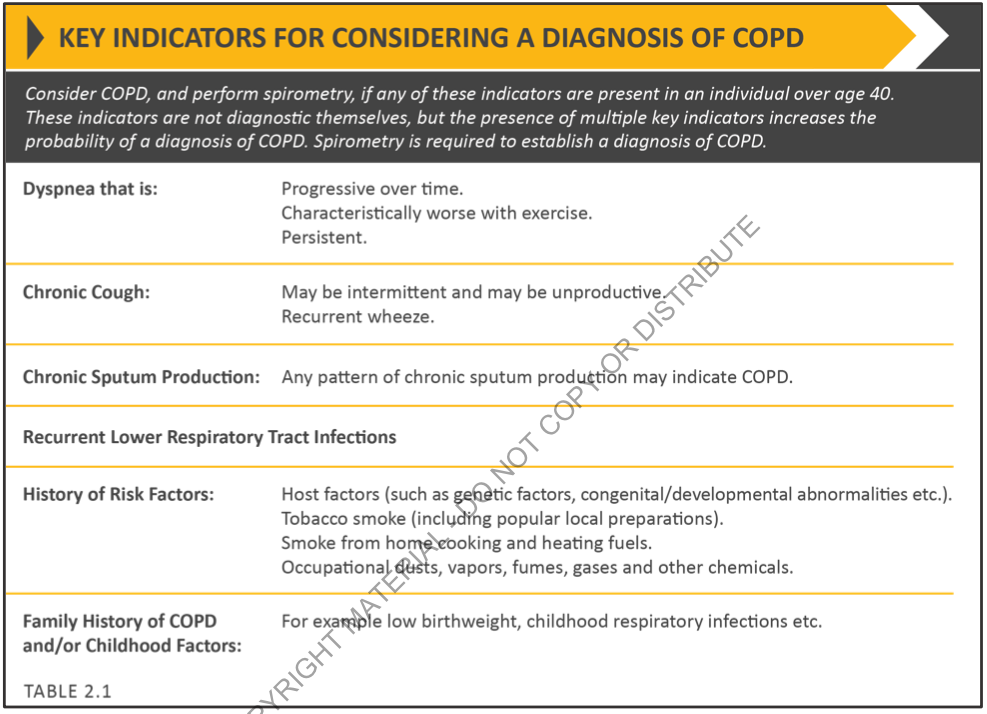 KEY INDICATORS FOR CONSIDERING A DIAGNOSIS OF COPD
Consider COPD, and perform spirometry, if any of these indicators are present in an individual over age 40.
These indicators are not diagnostic themselves, but the presence of multiple key indicators increases the
probability of a diagnosis of COPD. Spirometry is required to establish a diagnosis of COPD.
Dyspnea that is: Progressive over time.
Characteristically worse with exercise.
Persistent.
Chronic Cough: May be intermittent and may be unproductive.
Recurrent wheeze.
Chronic Sputum Production: Any pattern of chronic sputum production may indicate COPD.
Recurrent Lower Respiratory Tract Infections
History of Risk Factors: Host factors (such as genetic factors, congenital/developmental abnormalities etc.).
Tobacco smoke (including popular local preparations).
Smoke from home cooking and heating fuels.
Occupational dusts, vapors, fumes, gases and other chemicals.
Family History of COPD For example low birthweight, childhood respiratory infections etc.
and/or Childhood Factors:
TABLE 2.1
PYRIGHT MATERIAL - DO NOT COPY OR DISTRIBUTE